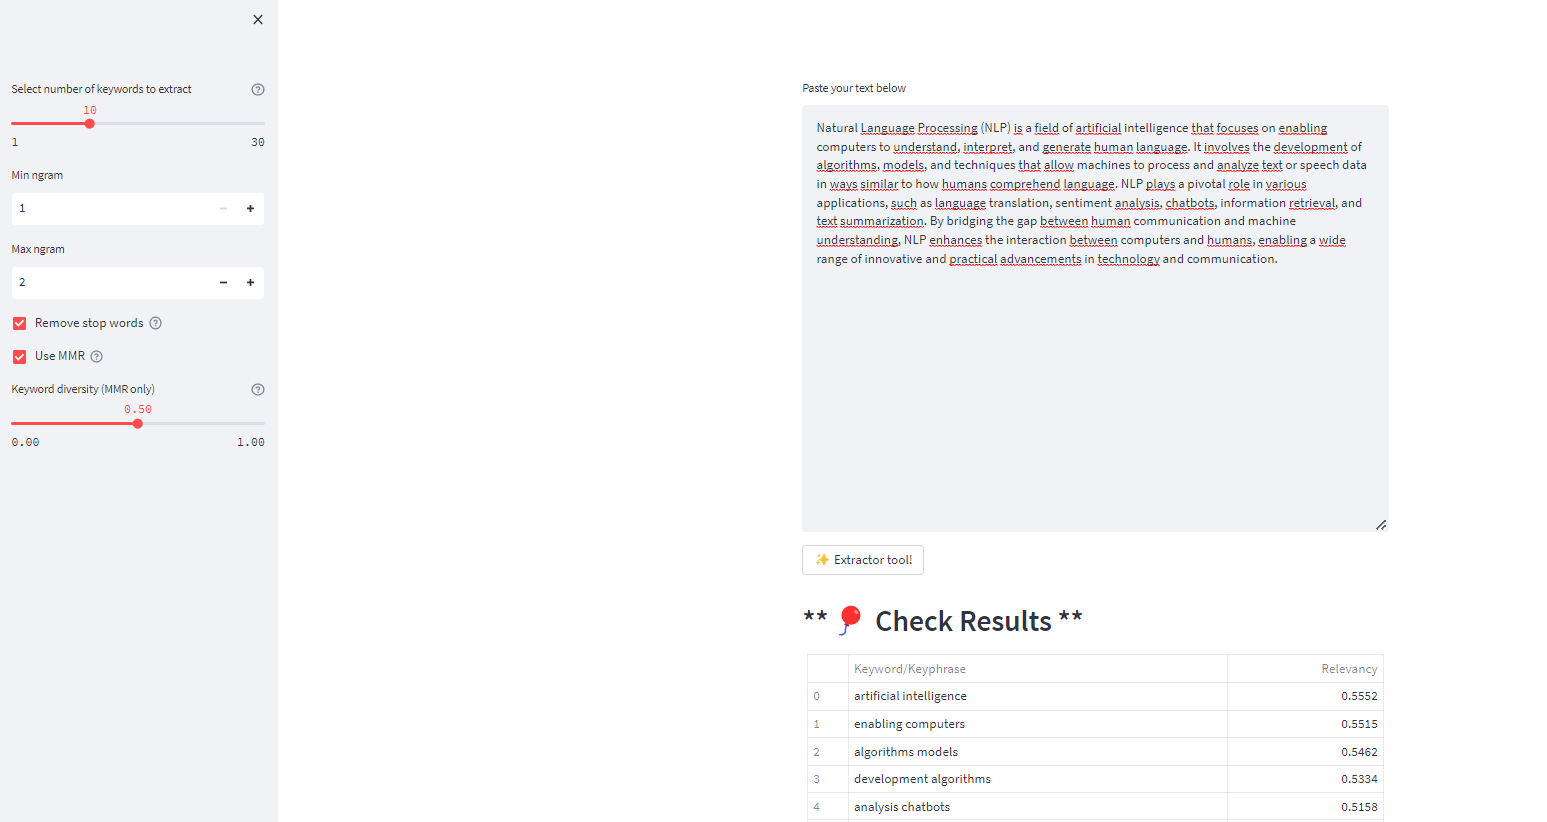 Select number of keywords to extract
10
1 30
Min ngram
1
Max ngram
2
Remove stop words
Use MMR
Keyword diversity (MMR only)
0.50
0.00 1.00
Paste your text below
Natural Language Processing (NLP) is a field of artificial intelligence that focuses on enabling
computers to understand, interpret, and generate human language. It involves the development of
algorithms, models, and techniques that allow machines to process and analyze text or speech data
in ways similar to how humans comprehend language. NLP plays a pivotal role in various
applications, such as language translation, sentiment analysis, chatbots, information retrieval, and
text summarization. By bridging the gap between human communication and machine
understanding, NLP enhances the interaction between computers and humans, enabling a wide
range of innovative and practical advancements in technology and communication.
✨ Extractor tool!
** 🎈 Check Results **
Keyword/Keyphrase Relevancy
0 artificial intelligence 0.5552
1 enabling computers 0.5515
2 algorithms models 0.5462
3 development algorithms 0.5334
4 analysis chatbots 0.5158